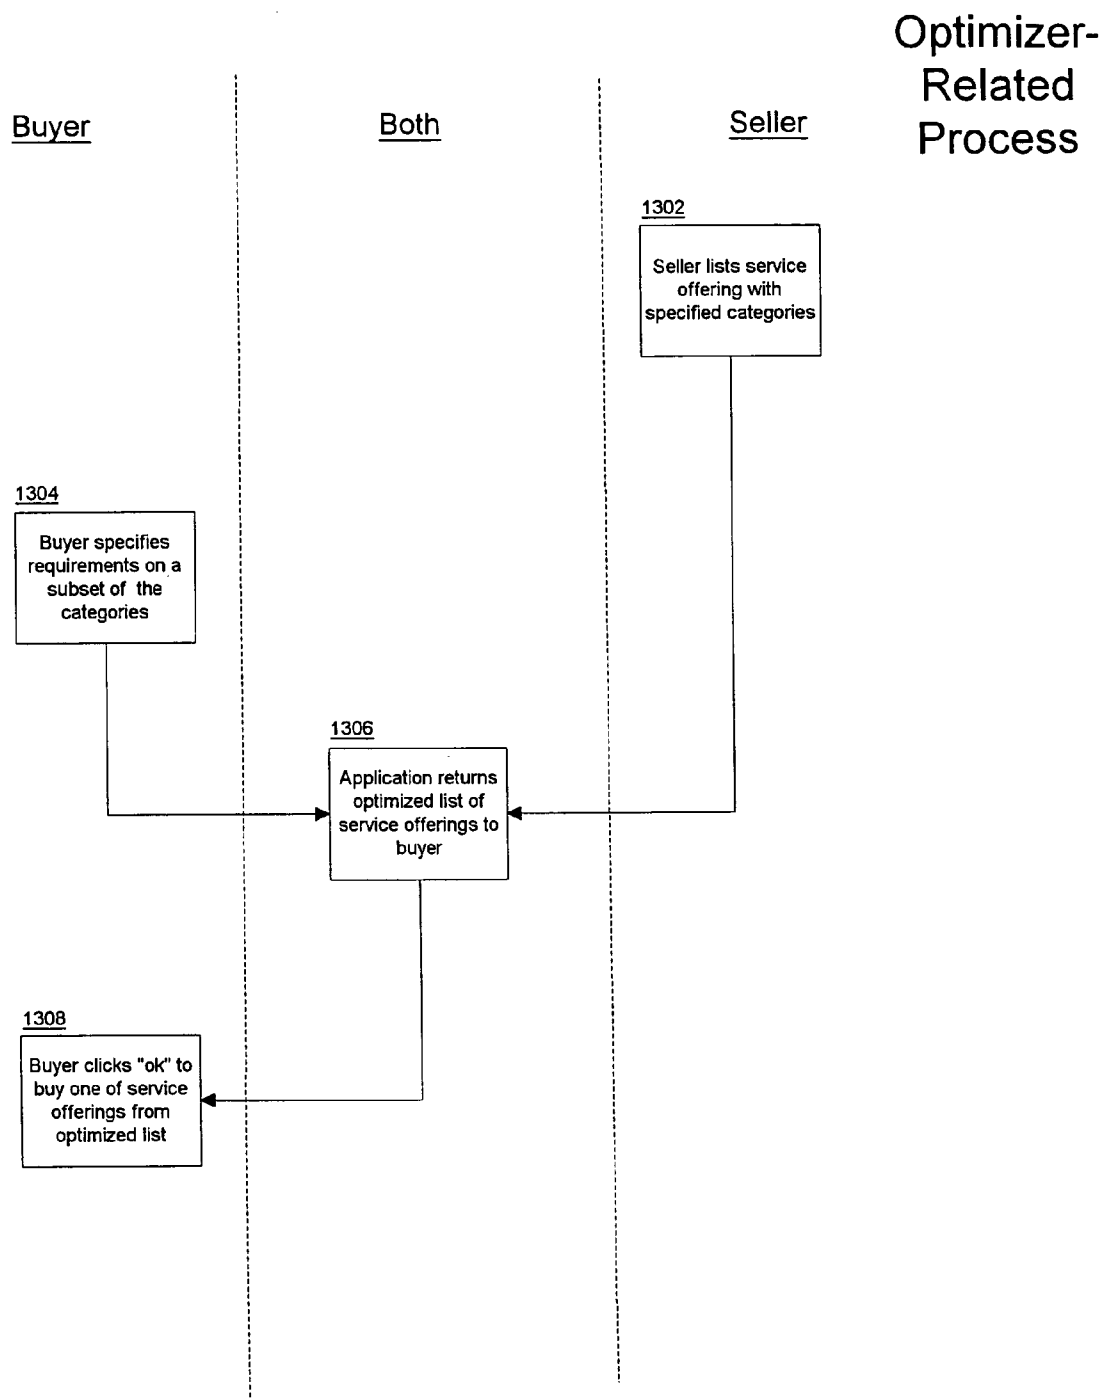 Optimizer-
Related
Process
Buyer
Both
Seller
1302
Seller lists service
offering with
specified categories
1304
Buyer specifies
requirements on a
subset of the
categories
1306
Application returns
optimized list of
service offerings to
buyer
1308
Buyer clicks "ok" to
buy one of service
offerings from
optimized list